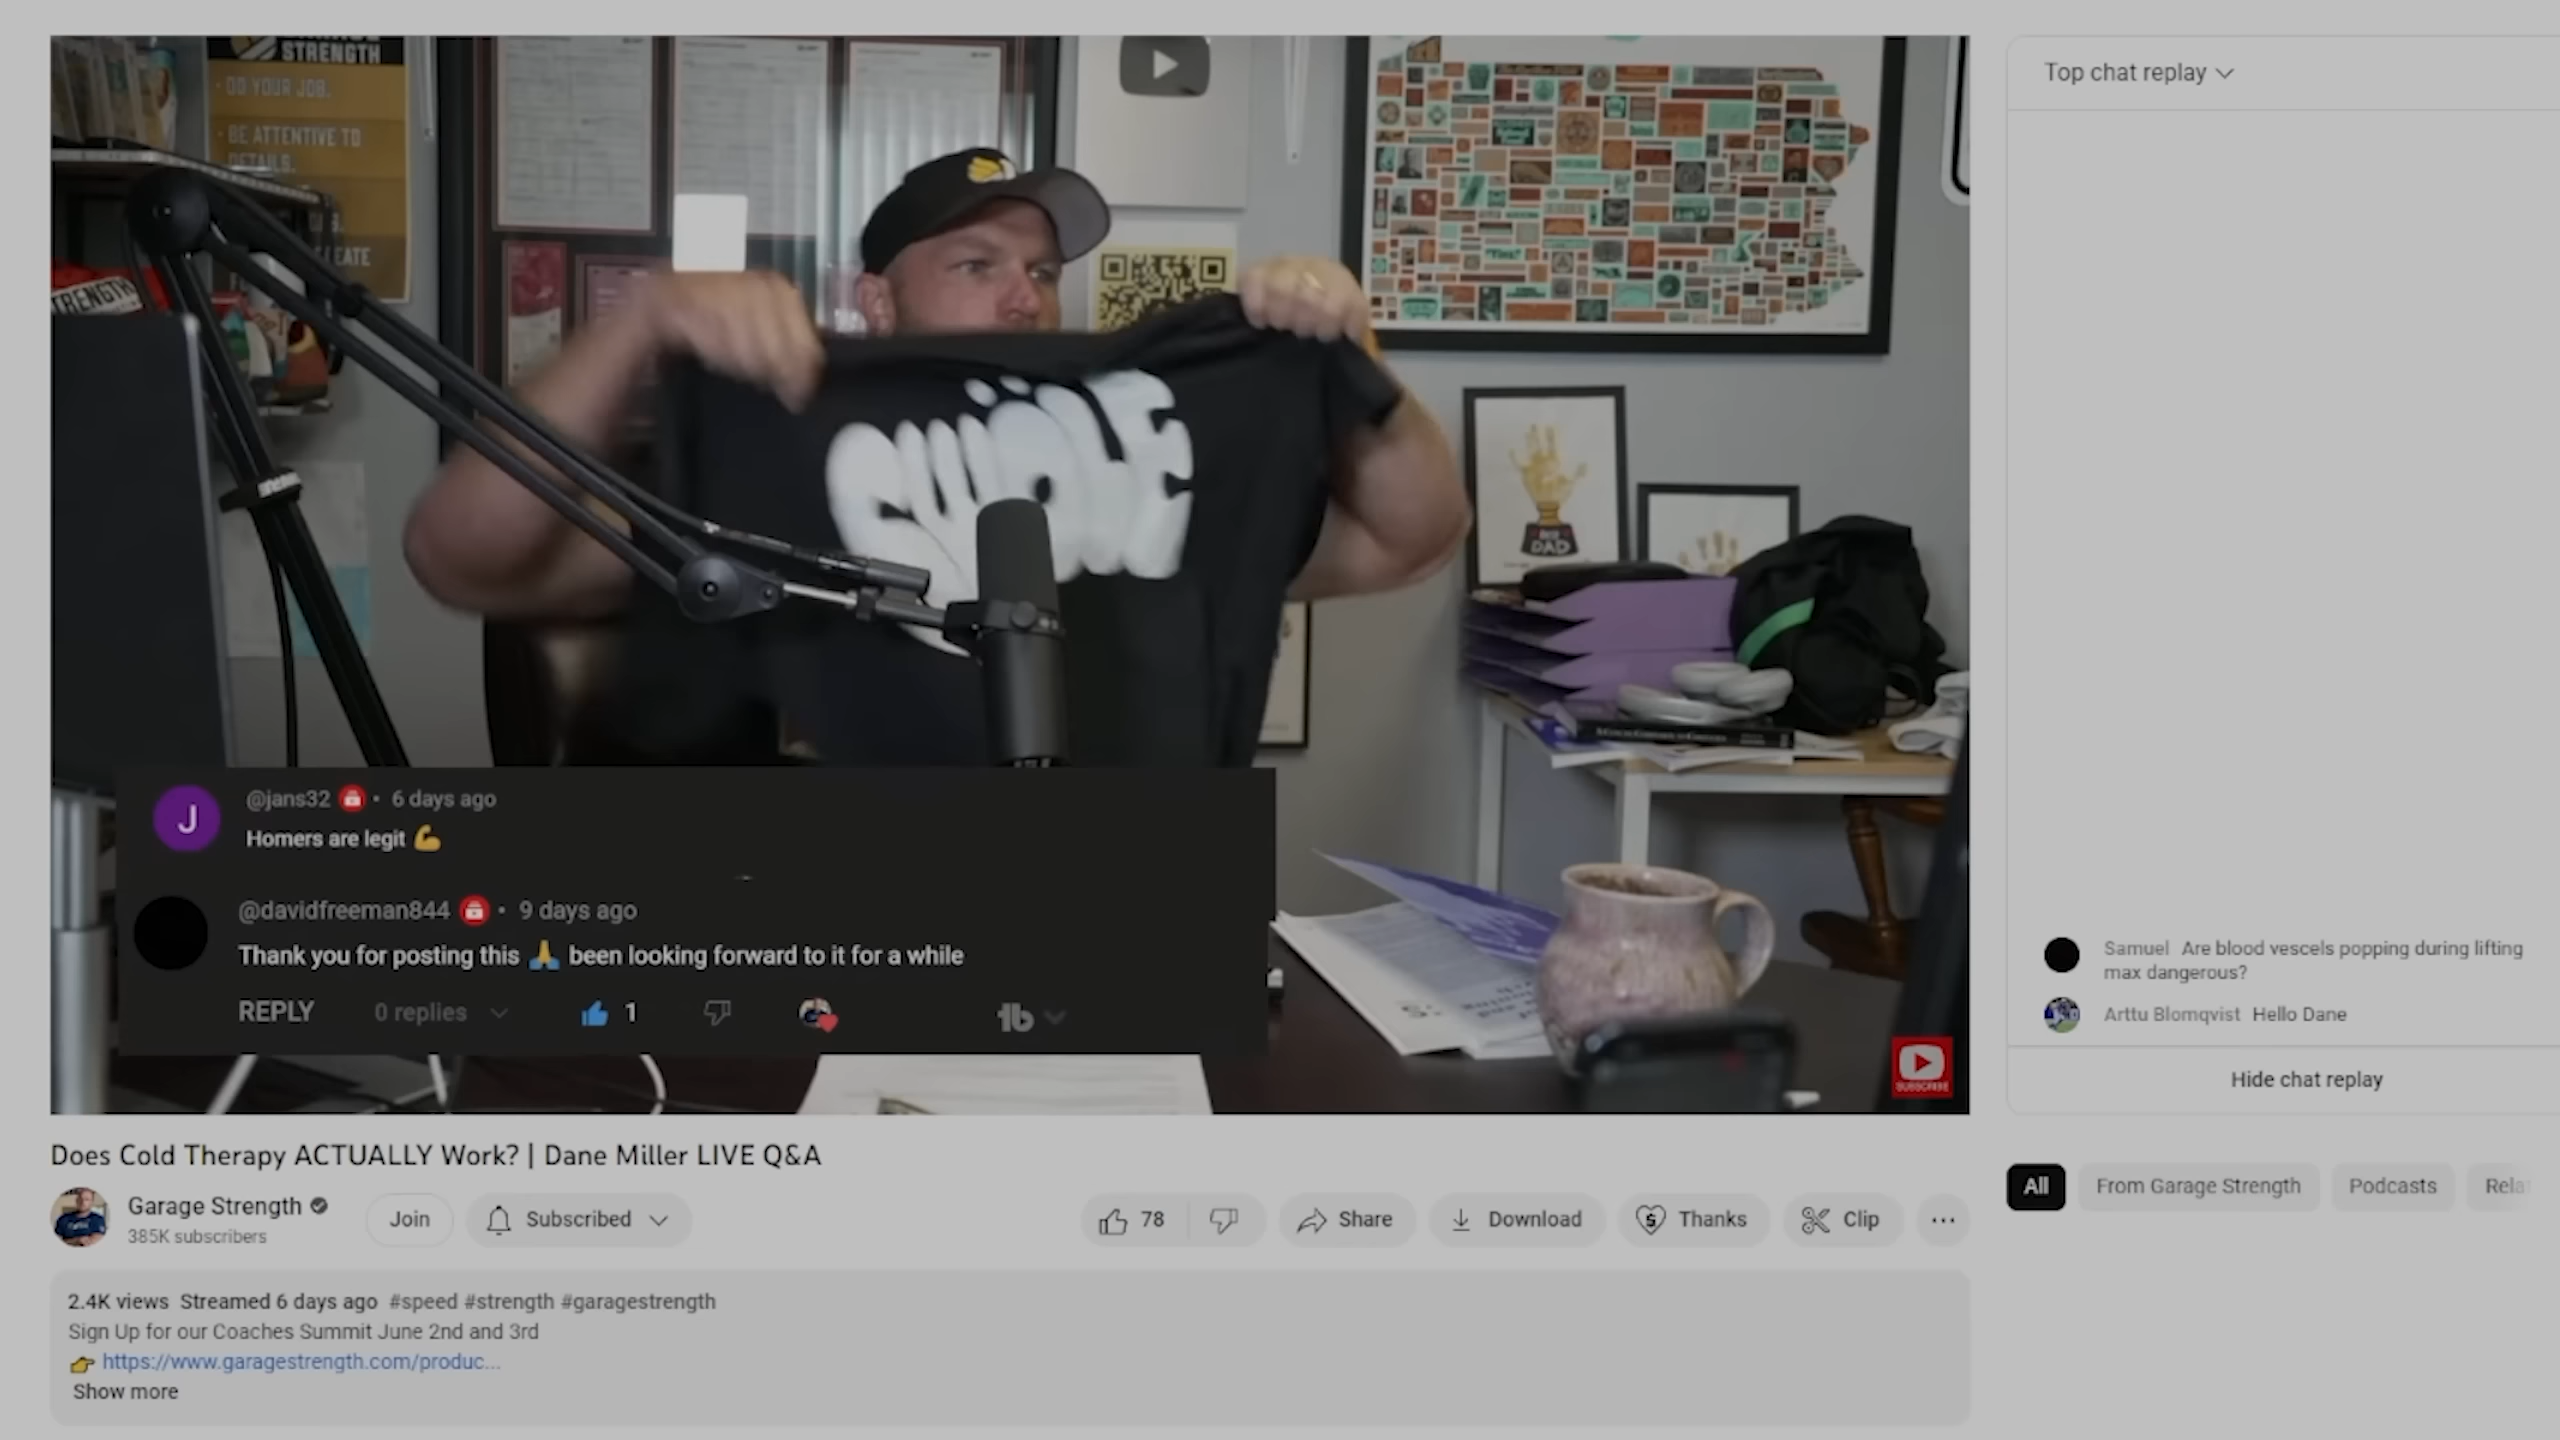 STRENGTH
· DO YOUR JOB.
· BE ATTENTIVE TO
DETAILS.
TRENGTH
DAD
Top chat replay
@jans32 • 6 days ago
Homers are legit 💪
@davidfreeman844 • 9 days ago
Thank you for posting this 🙏 been looking forward to it for a while
REPLY 0 replies 1
SUBSCRIBE
Samuel Are blood vescels popping during lifting
max dangerous?
Arttu Blomqvist Hello Dane
Hide chat replay
Does Cold Therapy ACTUALLY Work? | Dane Miller LIVE Q&A
Garage Strength
385K subscribers
Join
Subscribed
78
Share
Download
Thanks
Clip
All
From Garage Strength
Podcasts
Rela
2.4K views Streamed 6 days ago #speed #strength #garagestrength
Sign Up for our Coaches Summit June 2nd and 3rd
👉 https://www.garagestrength.com/produc...
Show more